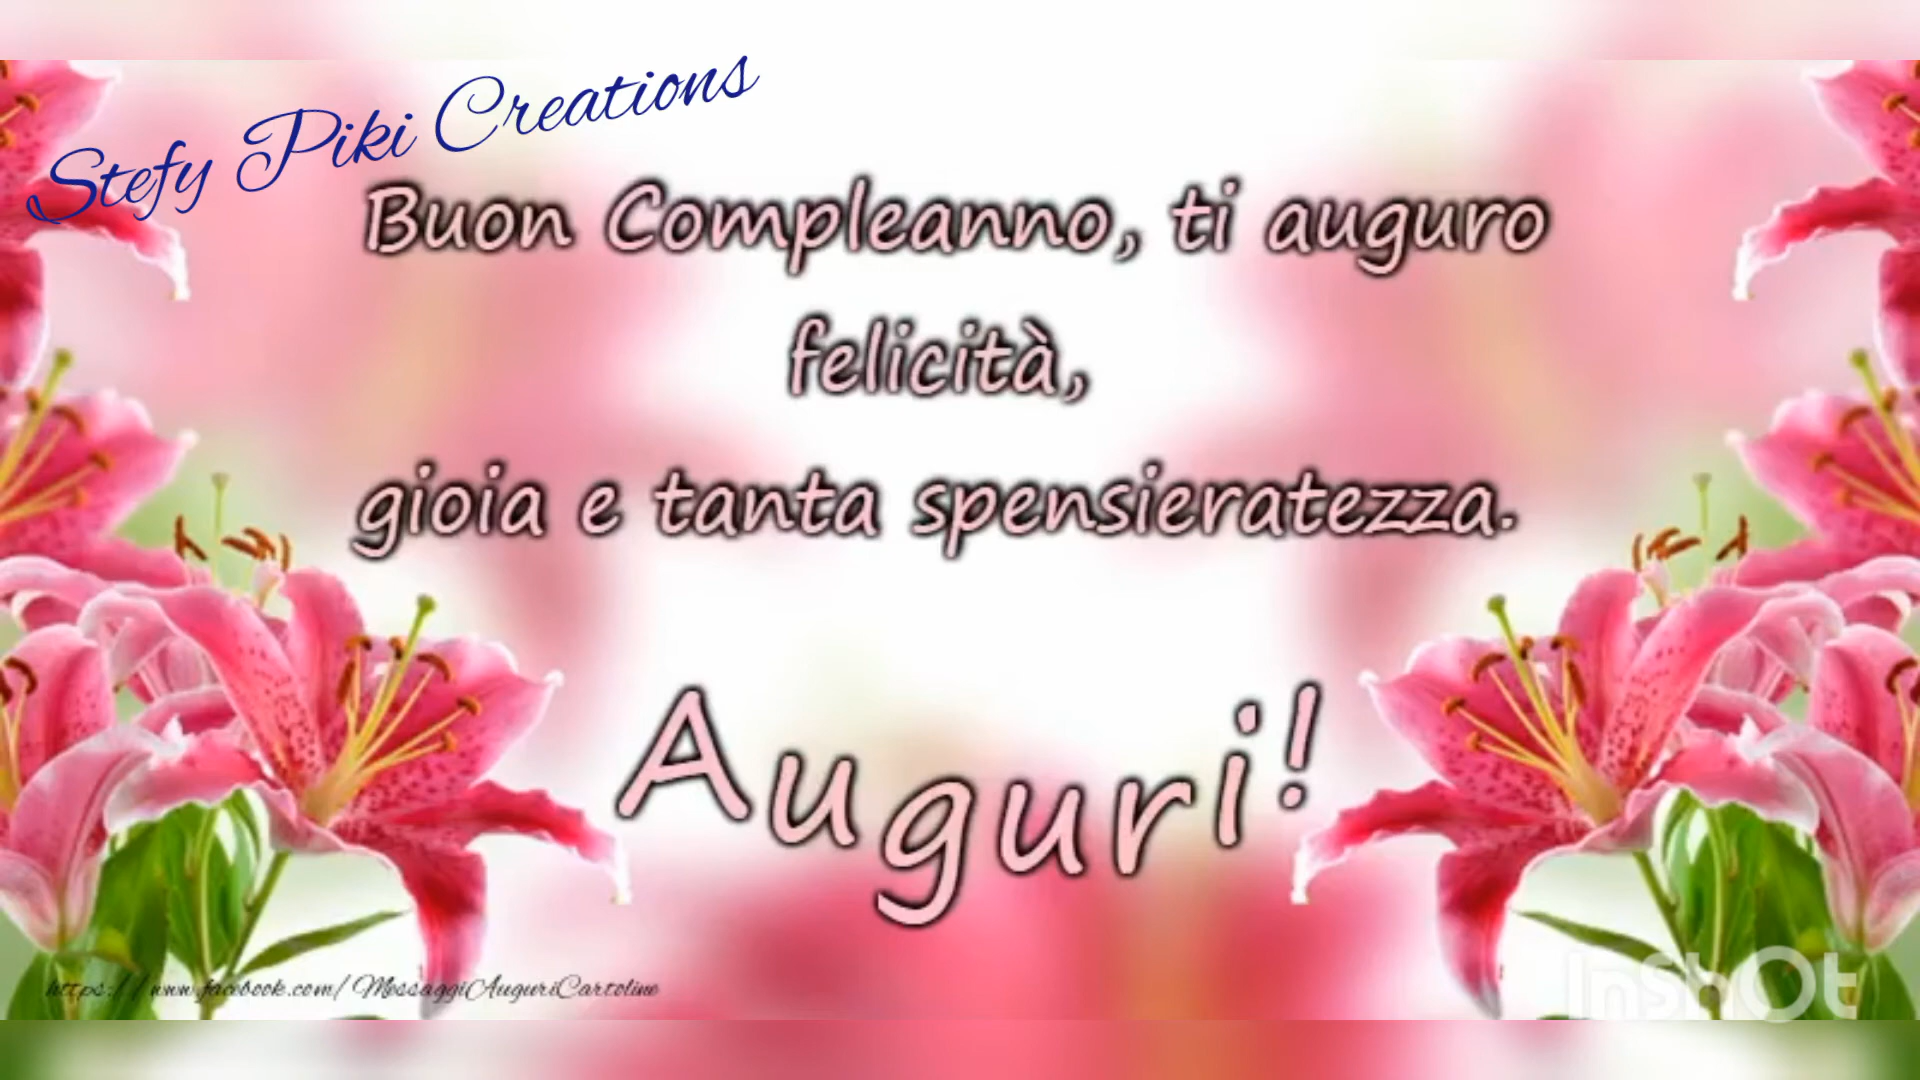 Stefy Piki Creations
Buon Compleanno, ti auguro
felicità,
gioia e tanta spensieratezza.
Auguri!
https://www.facebook.com/MessaggiAuguriCartoline
InShOt